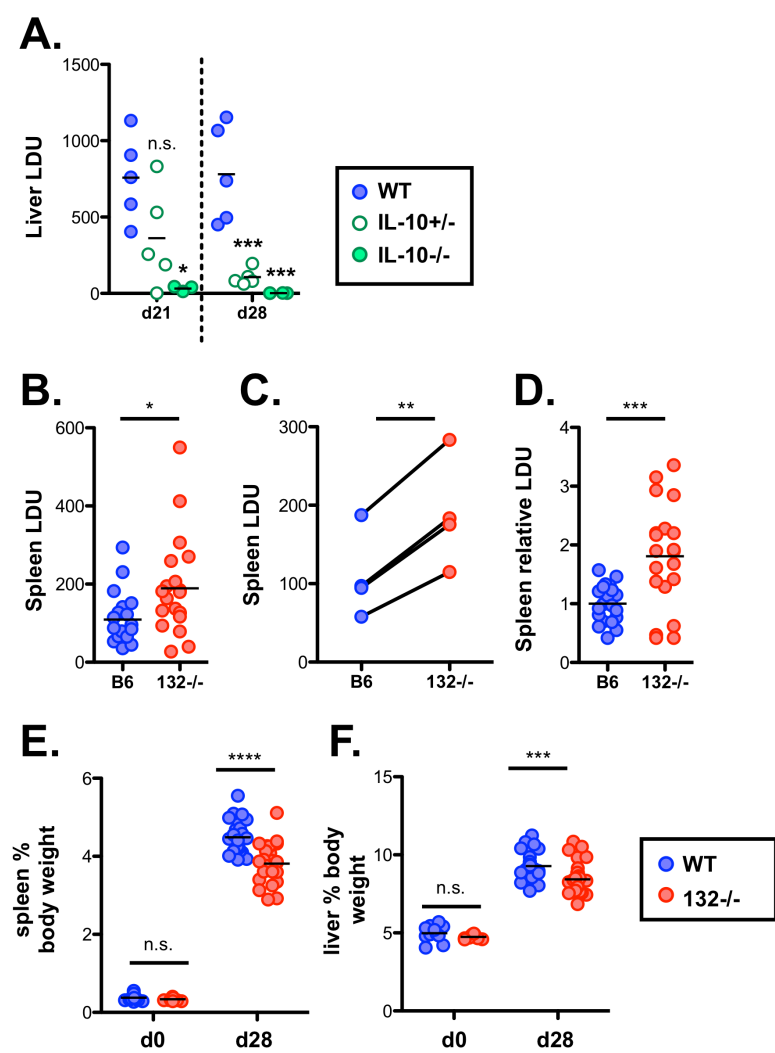 A.
1500
1000
500
0
Liver LDU
n.s.
*
***
***
d21
d28
WT
IL-10+/-
IL-10-/-
B.
C.
D.
*
**
***
600
400
200
0
Spleen LDU
B6
132-/-
300
200
100
0
Spleen LDU
B6
132-/-
4
3
2
1
0
Spleen relative LDU
B6
132-/-
E.
F.
****
***
6
4
2
0
spleen %
body weight
n.s.
d0
d28
15
10
5
0
liver % body
weight
n.s.
d0
d28
WT
132-/-